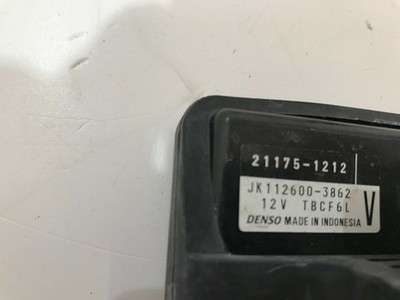 21175-1212
JK112600-3862
12V TBCF6L
V
DENSO MADE IN INDONESIA